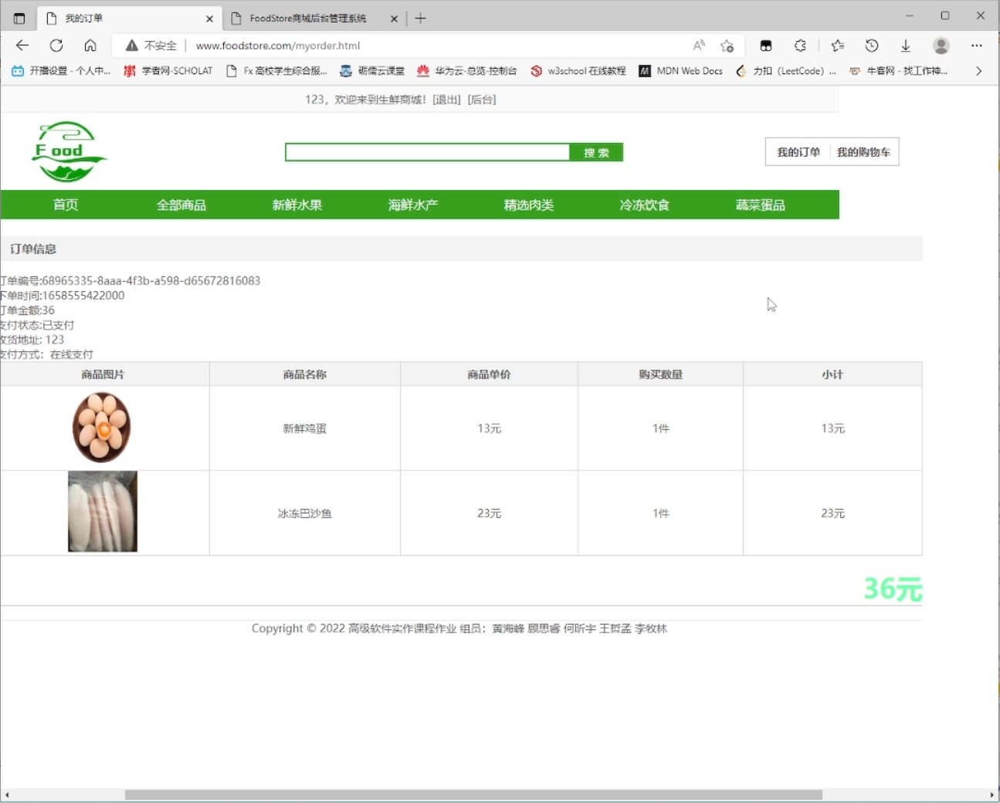 我的订单
FoodStore商城后台管理系统
不安全 www.foodstore.com/myorder.html
开播设置 - 个人中... 学者网-SCHOLAT Fx 高校学生综合服... 砺儒云课堂 华为云-总览-控制台 w3school 在线教程 MDN Web Docs 力扣（LeetCode）... 牛客网 - 找工作神...
123，欢迎来到生鲜商城！[退出] [后台]
Food
搜 索
我的订单 我的购物车
首页 全部商品 新鲜水果 海鲜水产 精选肉类 冷冻饮食 蔬菜蛋品
订单信息
订单编号:68965335-8aaa-4f3b-a598-d65672816083
下单时间:1658555422000
订单金额:36
支付状态:已支付
收货地址: 123
支付方式：在线支付
商品图片 商品名称 商品单价 购买数量 小计
新鲜鸡蛋 13元 1件 13元
冰冻巴沙鱼 23元 1件 23元
36元
Copyright © 2022 高级软件实作课程作业 组员：黄海峰 顾思睿 何昕宇 王哲孟 李牧林